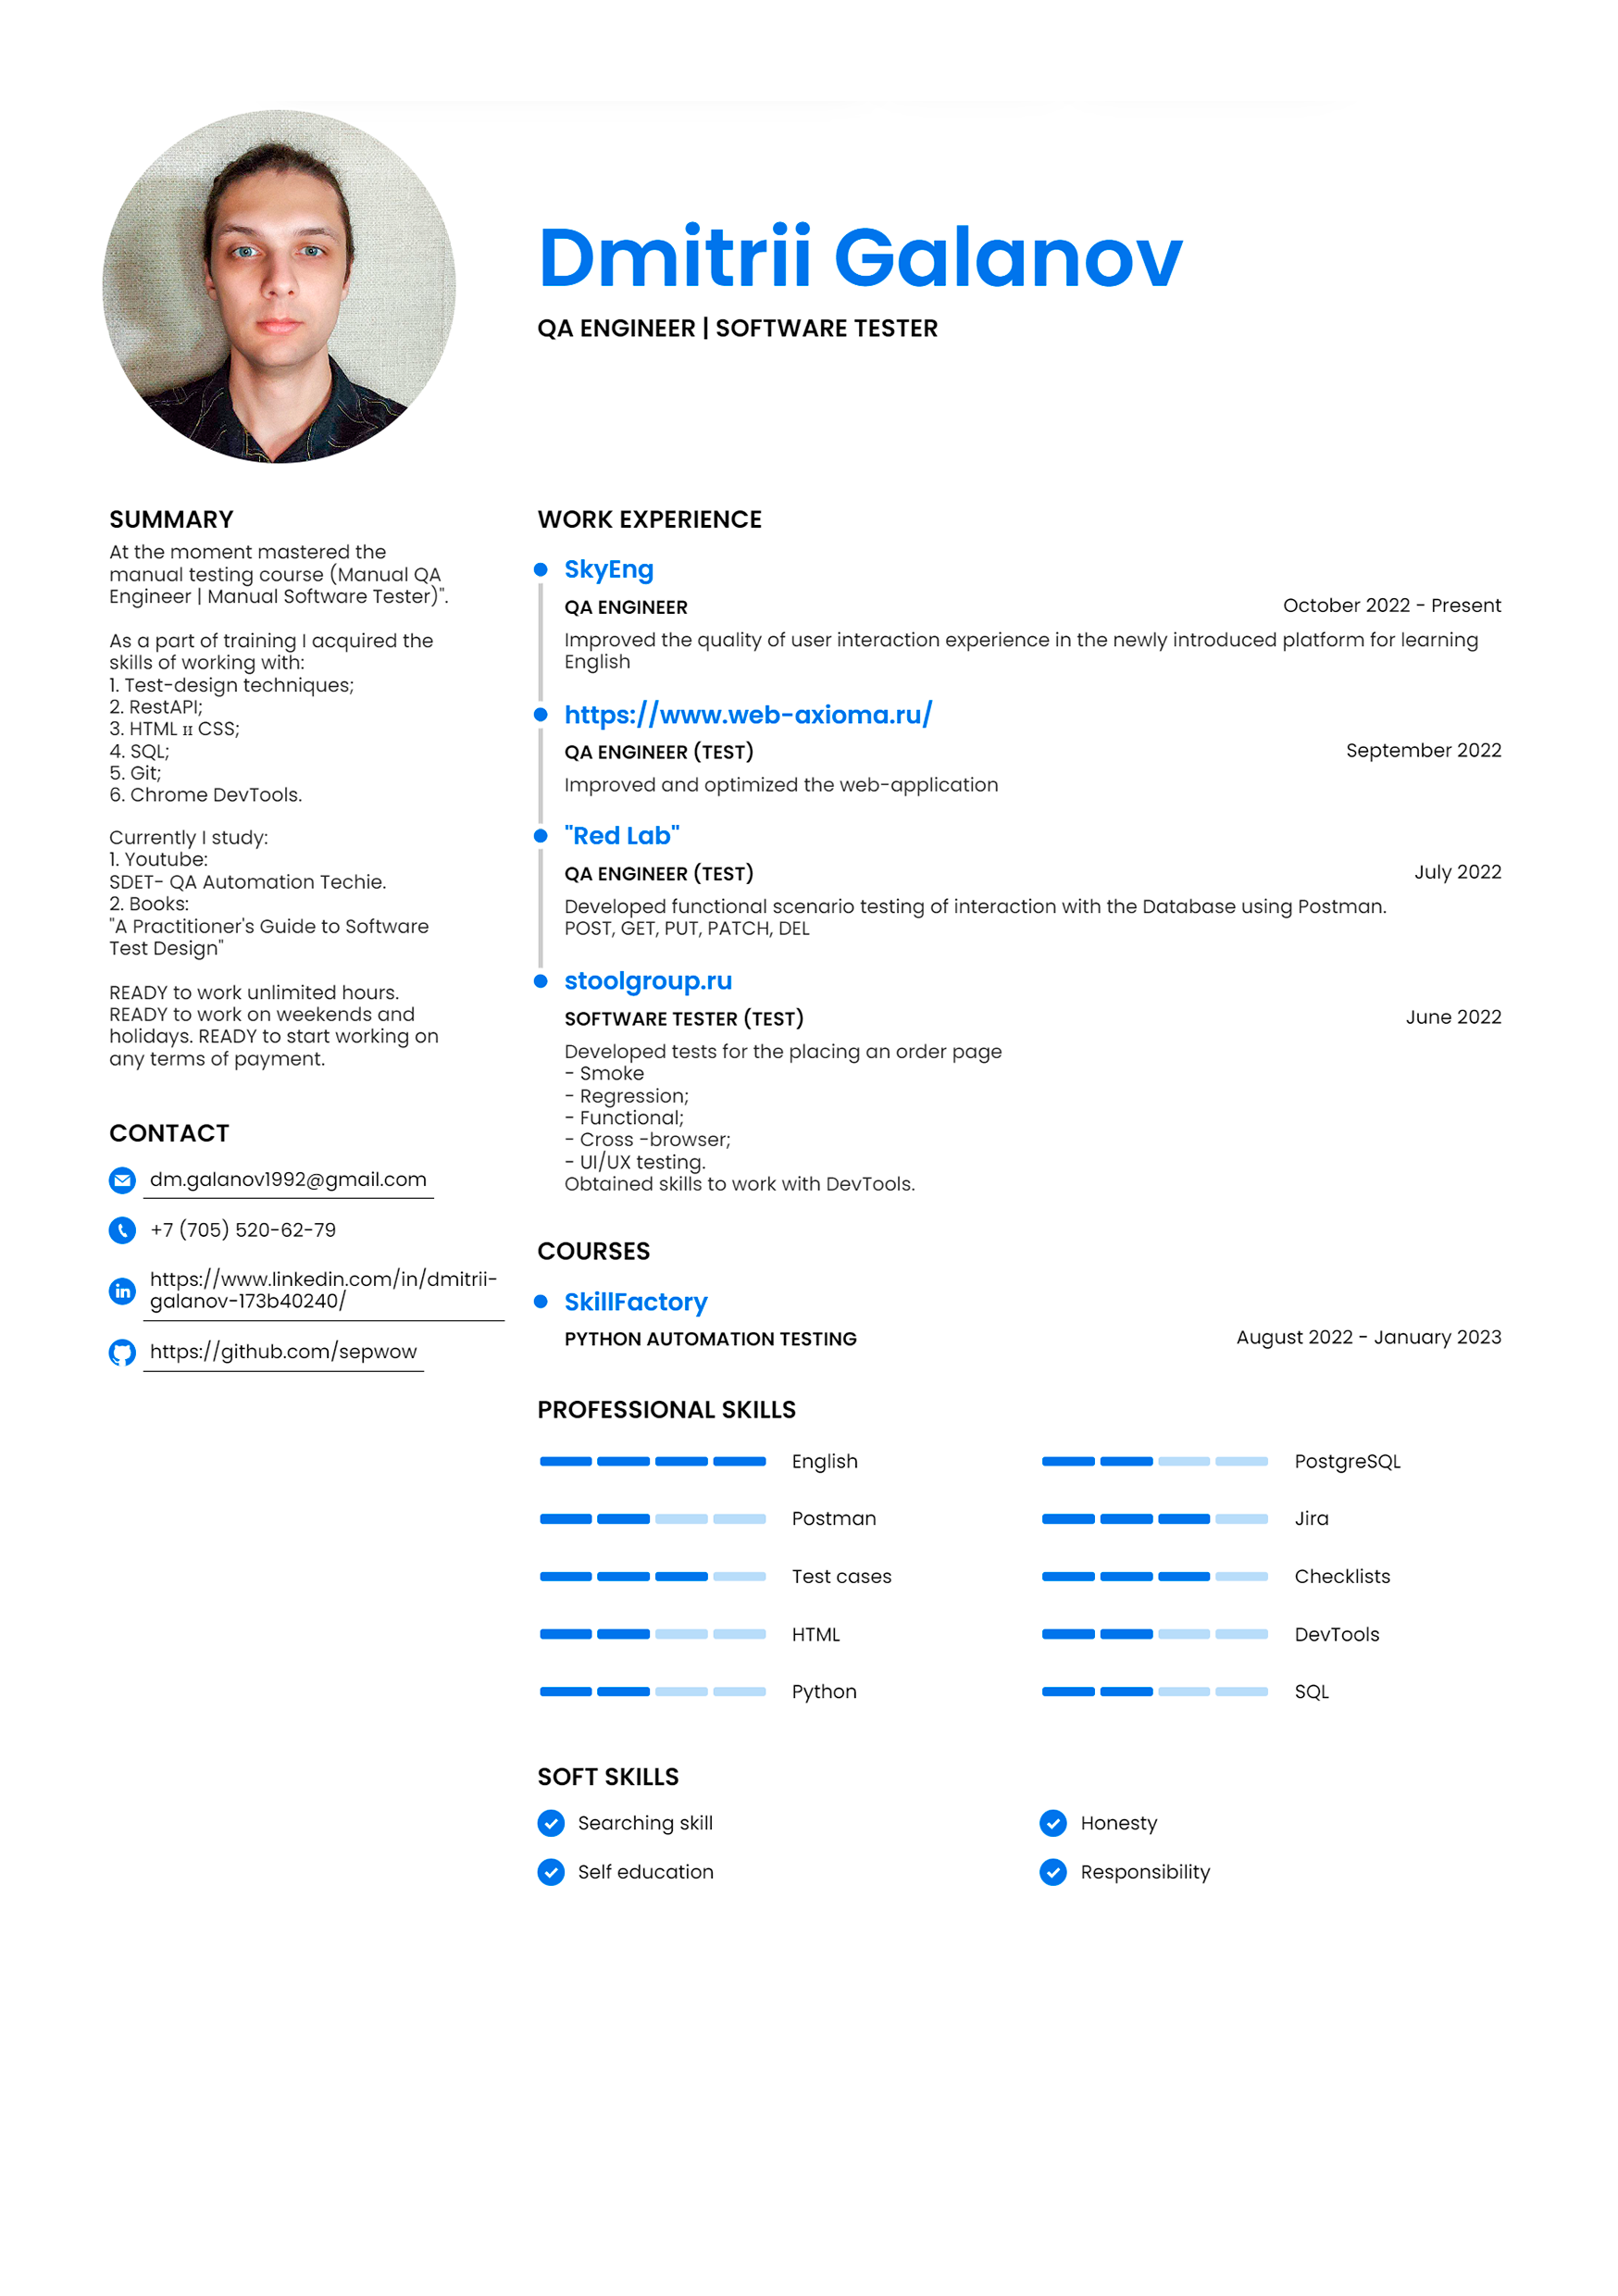 Dmitrii Galanov
QA ENGINEER | SOFTWARE TESTER
SUMMARY
At the moment mastered the
manual testing course (Manual QA
Engineer | Manual Software Tester)".
As a part of training I acquired the
skills of working with:
1. Test-design techniques;
2. RestAPI;
3. HTML и CSS;
4. SQL;
5. Git;
6. Chrome DevTools.
Currently I study:
1. Youtube:
SDET- QA Automation Techie.
2. Books:
"A Practitioner's Guide to Software
Test Design"
READY to work unlimited hours.
READY to work on weekends and
holidays. READY to start working on
any terms of payment.
CONTACT
dm.galanov1992@gmail.com
+7 (705) 520-62-79
https://www.linkedin.com/in/dmitrii-
galanov-173b40240/
https://github.com/sepwow
WORK EXPERIENCE
SkyEng
QA ENGINEER October 2022 - Present
Improved the quality of user interaction experience in the newly introduced platform for learning
English
https://www.web-axioma.ru/
QA ENGINEER (TEST) September 2022
Improved and optimized the web-application
"Red Lab"
QA ENGINEER (TEST) July 2022
Developed functional scenario testing of interaction with the Database using Postman.
POST, GET, PUT, PATCH, DEL
stoolgroup.ru
SOFTWARE TESTER (TEST) June 2022
Developed tests for the placing an order page
- Smoke
- Regression;
- Functional;
- Cross -browser;
- UI/UX testing.
Obtained skills to work with DevTools.
COURSES
SkillFactory
PYTHON AUTOMATION TESTING August 2022 - January 2023
PROFESSIONAL SKILLS
English PostgreSQL
Postman Jira
Test cases Checklists
HTML DevTools
Python SQL
SOFT SKILLS
Searching skill Honesty
Self education Responsibility